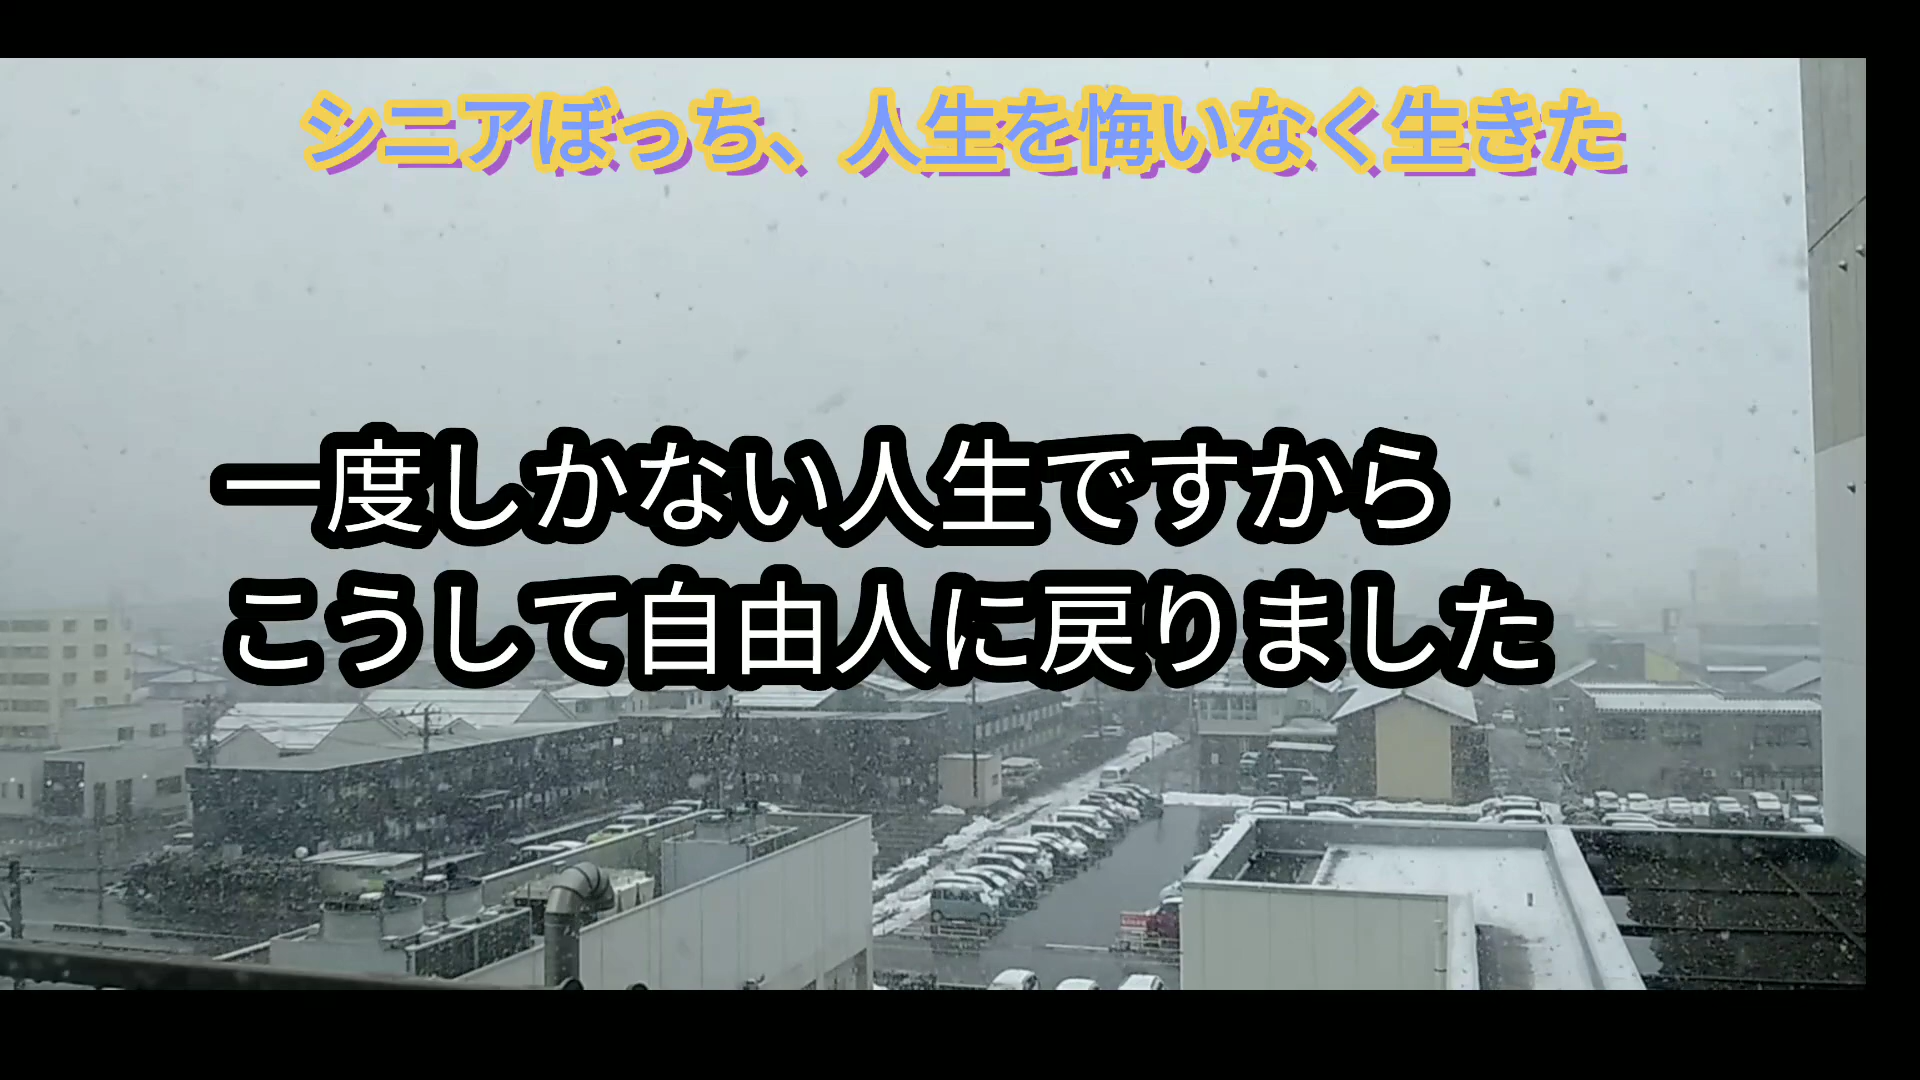 シニアぼっち、人生を悔いなく生きた
一度しかない人生ですから
こうして自由人に戻りました